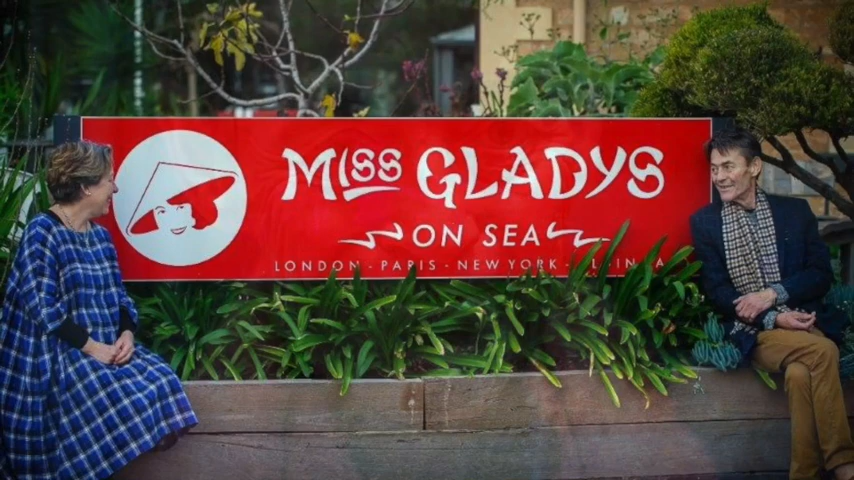 MISS GLADYS
ON SEA
LONDON - PARIS - NEW YORK -